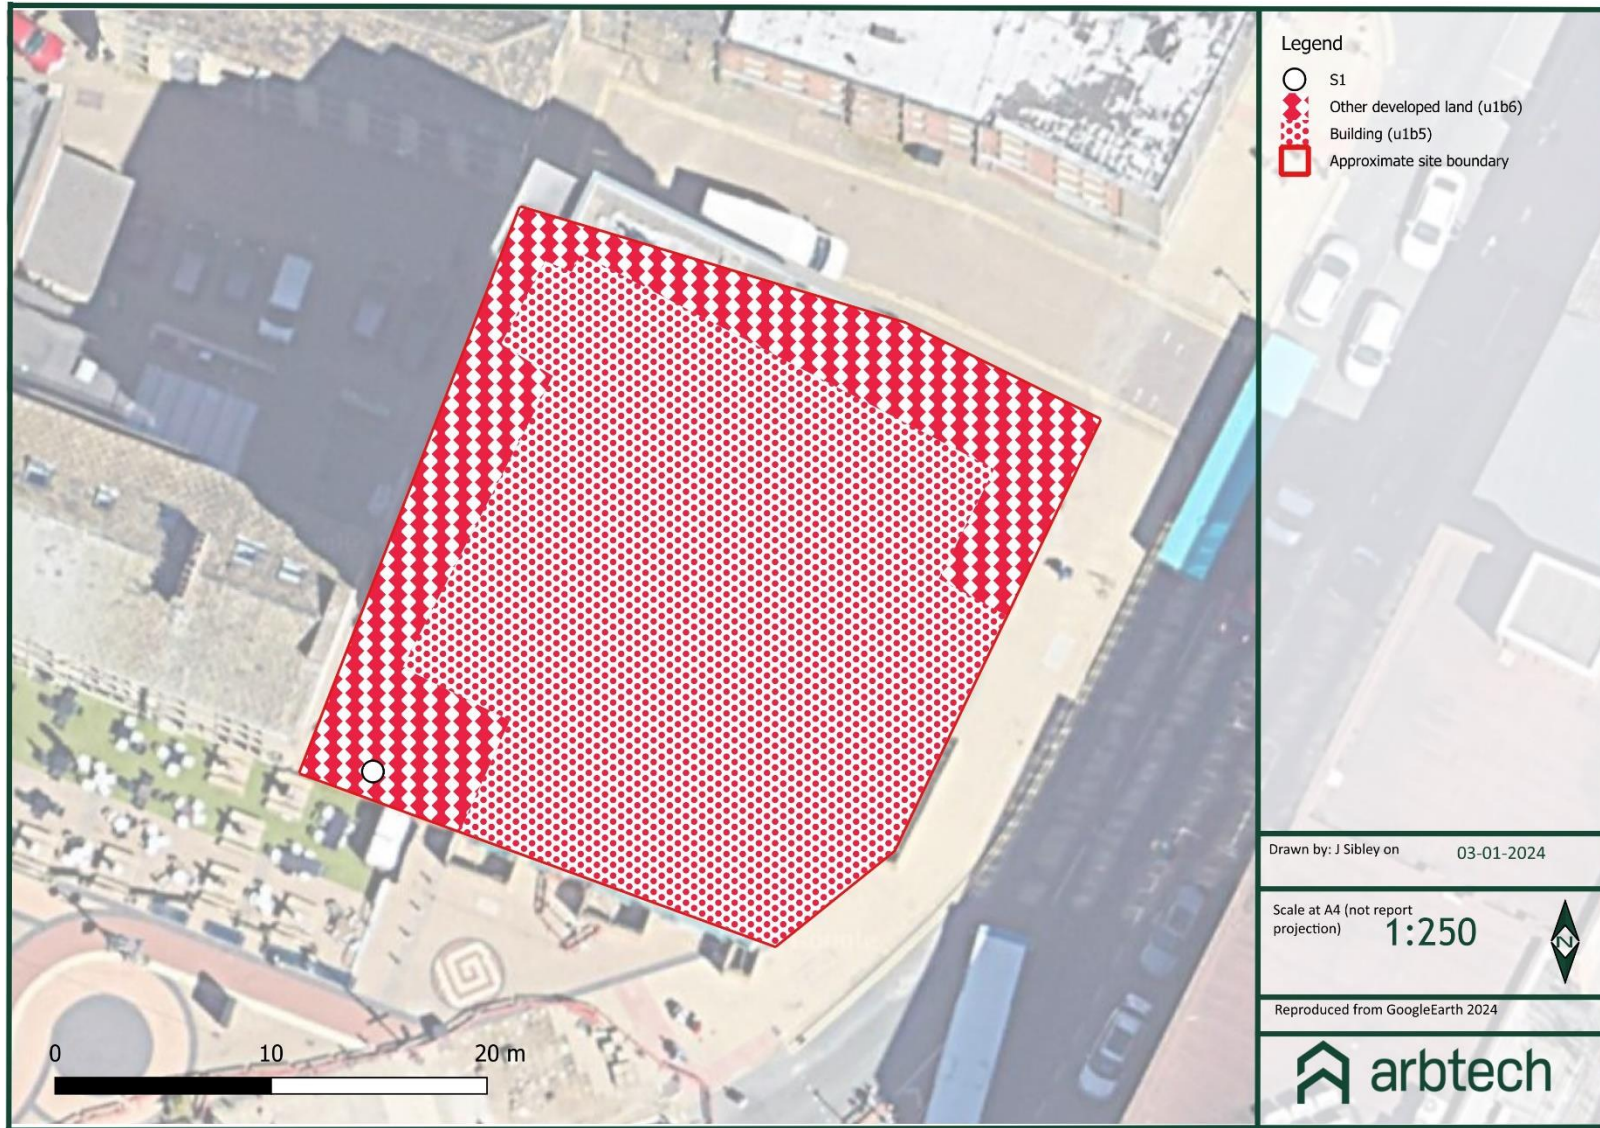 Legend
S1
Other developed land (u1b6)
Building (u1b5)
Approximate site boundary
Drawn by: J Sibley on 03-01-2024
Scale at A4 (not report
projection) 1:250
N
Reproduced from GoogleEarth 2024
arbtech
0 10 20 m